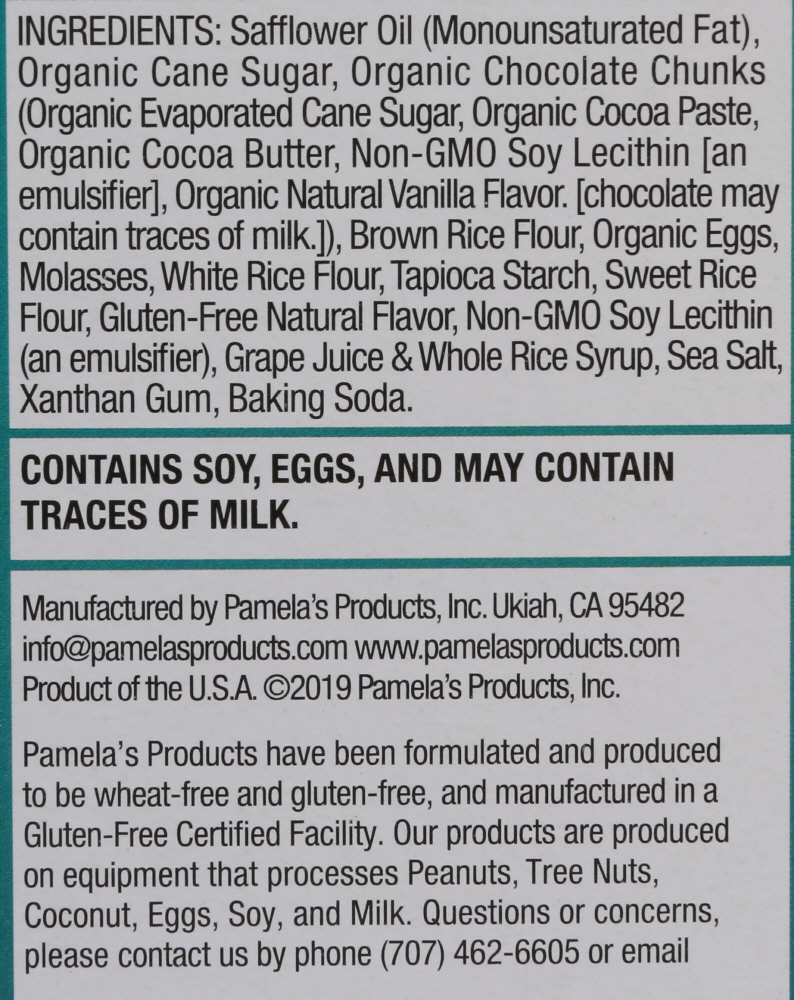 INGREDIENTS: Safflower Oil (Monounsaturated Fat),
Organic Cane Sugar, Organic Chocolate Chunks
(Organic Evaporated Cane Sugar, Organic Cocoa Paste,
Organic Cocoa Butter, Non-GMO Soy Lecithin [an
emulsifier], Organic Natural Vanilla Flavor. [chocolate may
contain traces of milk.]), Brown Rice Flour, Organic Eggs,
Molasses, White Rice Flour, Tapioca Starch, Sweet Rice
Flour, Gluten-Free Natural Flavor, Non-GMO Soy Lecithin
(an emulsifier), Grape Juice & Whole Rice Syrup, Sea Salt,
Xanthan Gum, Baking Soda.
CONTAINS SOY, EGGS, AND MAY CONTAIN
TRACES OF MILK.
Manufactured by Pamela's Products, Inc. Ukiah, CA 95482
info@pamelasproducts.com www.pamelasproducts.com
Product of the U.S.A. ©2019 Pamela's Products, Inc.
Pamela's Products have been formulated and produced
to be wheat-free and gluten-free, and manufactured in a
Gluten-Free Certified Facility. Our products are produced
on equipment that processes Peanuts, Tree Nuts,
Coconut, Eggs, Soy, and Milk. Questions or concerns,
please contact us by phone (707) 462-6605 or email